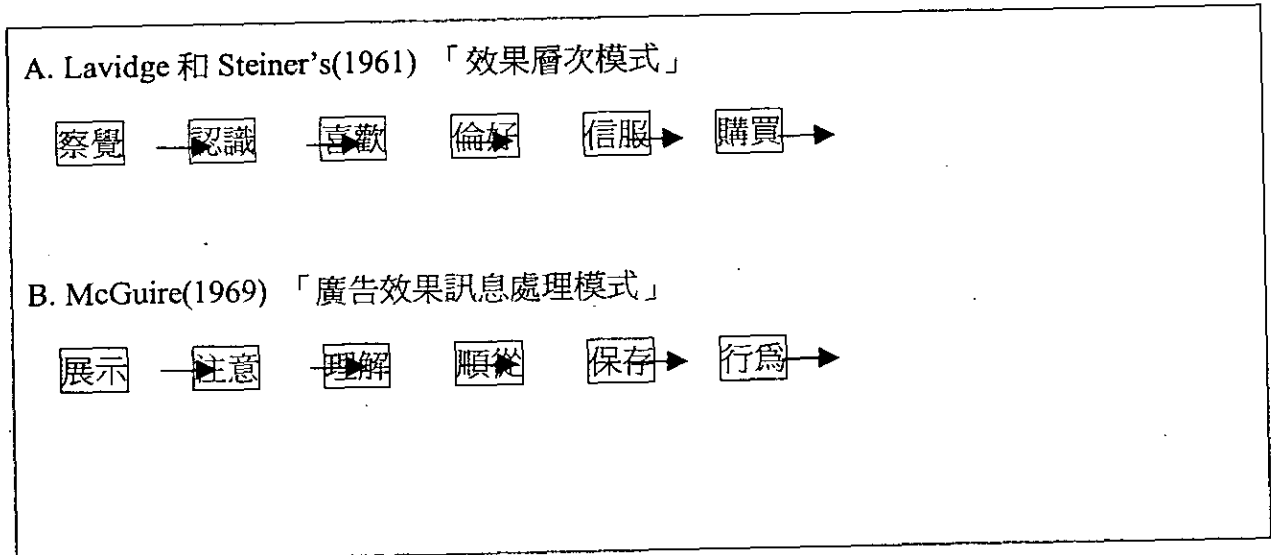 A. Lavidge 和 Steiner's(1961) 「效果層次模式」
察覺 認識 喜歡 倫好 信服 購買
B. McGuire(1969) 「廣告效果訊息處理模式」
展示 注意 理解 順從 保存 行爲